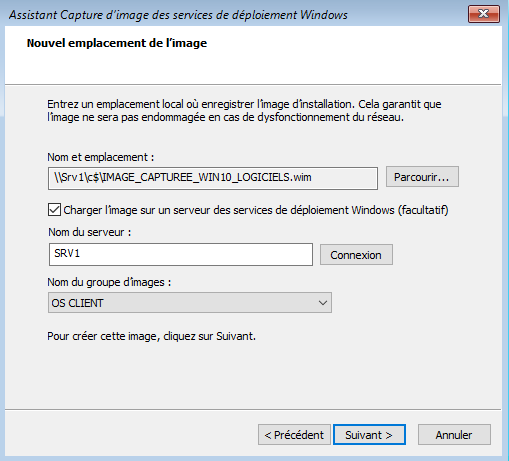 Assistant Capture d'image des services de déploiement Windows
Nouvel emplacement de l'image
Entrez un emplacement local où enregistrer l'image d'installation. Cela garantit que
l'image ne sera pas endommagée en cas de dysfonctionnement du réseau.
Nom et emplacement :
\\Srv1\c$\IMAGE_CAPTUREE_WIN10_LOGICIELS.wim
Parcourir...
Charger l'image sur un serveur des services de déploiement Windows (facultatif)
Nom du serveur :
SRV1
Connexion
Nom du groupe d'images :
OS CLIENT
Pour créer cette image, cliquez sur Suivant.
< Précédent
Suivant >
Annuler